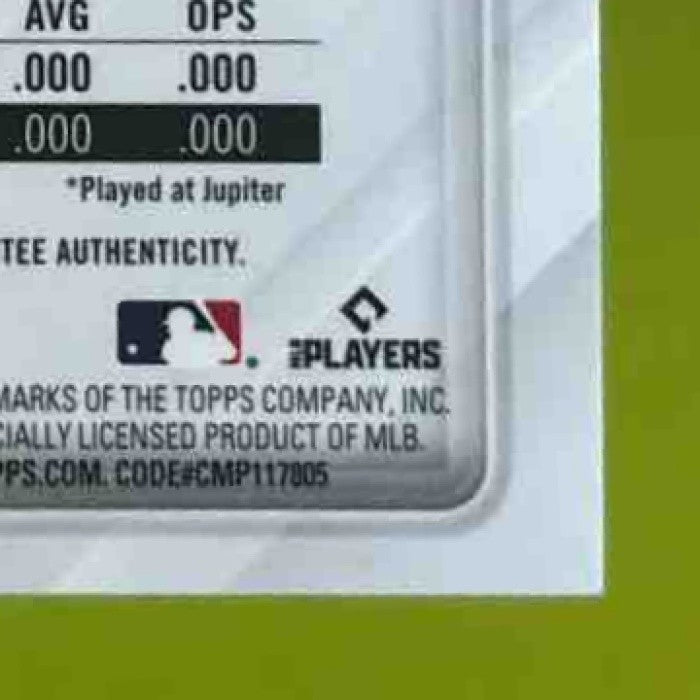 AVG OPS
.000 .000
.000 .000
*Played at Jupiter
TEE AUTHENTICITY.
PLAYERS
MARKS OF THE TOPPS COMPANY, INC.
CIALLY LICENSED PRODUCT OF MLB.
PPS.COM. CODE#CMP117805